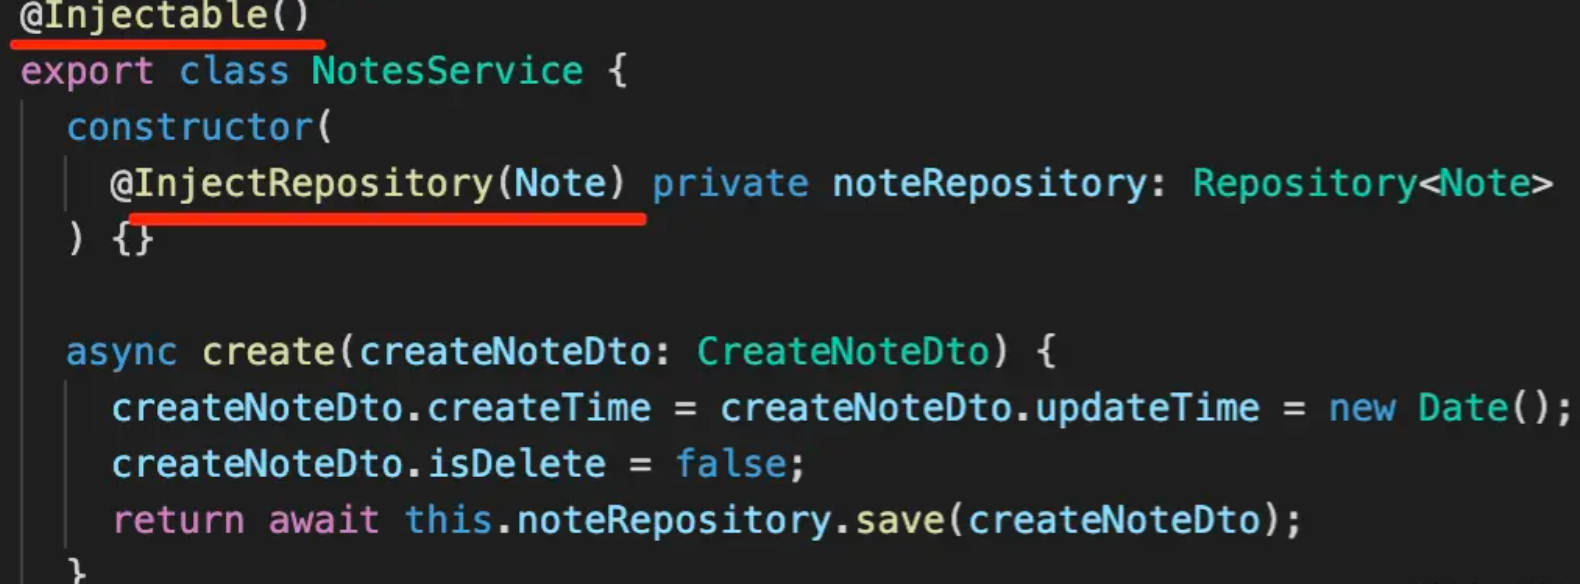 @Injectable()
export class NotesService {
constructor(
@InjectRepository(Note) private noteRepository: Repository<Note>
) {}
async create(createNoteDto: CreateNoteDto) {
createNoteDto.createTime = createNoteDto.updateTime = new Date();
createNoteDto.isDelete = false;
return await this.noteRepository.save(createNoteDto);
}